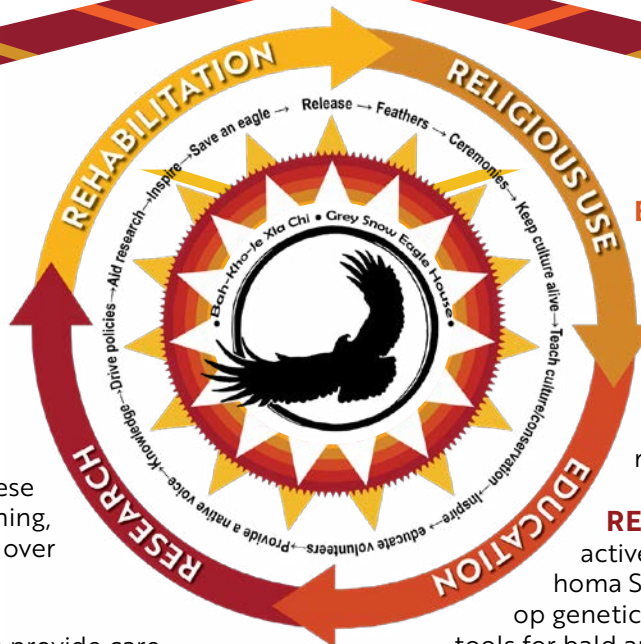 REHABILITATION
RELIGIOUS USE
EDUCATION
RESEARCH
Save an eagle → Release → Feathers → Ceremonies → Keep culture alive → Teach culture/conservation → Inspire → educate volunteers → Provide a native voice → Knowledge → Drive policies → Aid research → Inspire →
• Bah-Kho-Je Xla Chi • Grey Snow Eagle House •
ese
ning,
over
provide care
E
r
RE
active
homa S
op genetic
tools for bald a